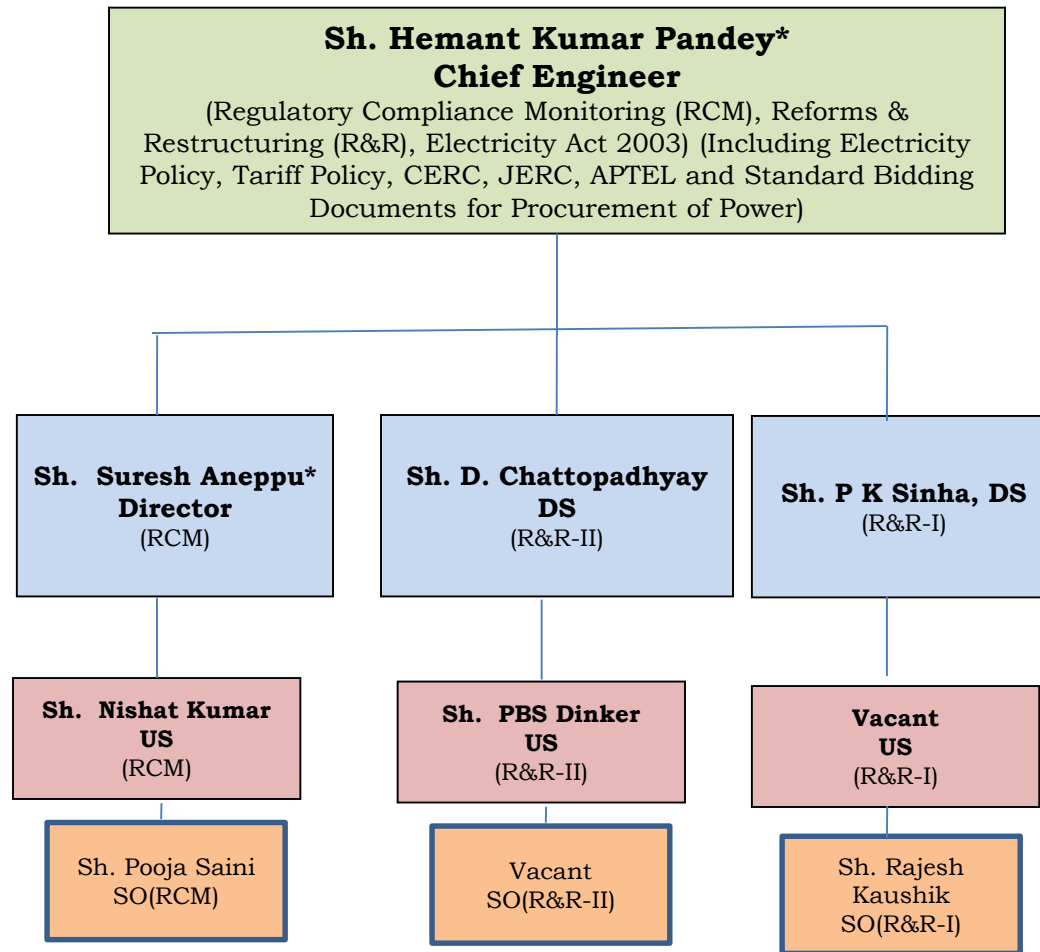 Sh. Hemant Kumar Pandey*
Chief Engineer
(Regulatory Compliance Monitoring (RCM), Reforms &
Restructuring (R&R), Electricity Act 2003) (Including Electricity
Policy, Tariff Policy, CERC, JERC, APTEL and Standard Bidding
Documents for Procurement of Power)
Sh. Suresh Aneppu*
Director
(RCM)
Sh. D. Chattopadhyay
DS
(R&R-II)
Sh. P K Sinha, DS
(R&R-I)
Sh. Nishat Kumar
US
(RCM)
Sh. PBS Dinker
US
(R&R-II)
Vacant
US
(R&R-I)
Sh. Pooja Saini
SO(RCM)
Vacant
SO(R&R-II)
Sh. Rajesh
Kaushik
SO(R&R-I)